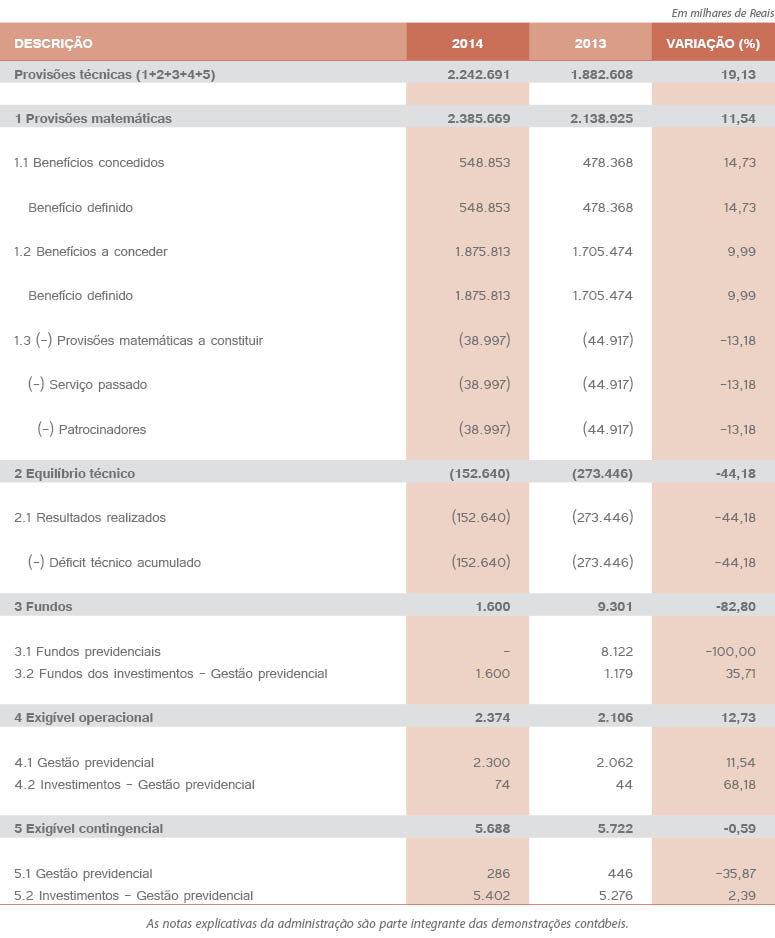 Em milhares de Reais
DESCRIÇÃO 2014 2013 VARIAÇÃO (%)
Provisões técnicas (1+2+3+4+5) 2.242.691 1.882.608 19,13
1 Provisões matemáticas 2.385.669 2.138.925 11,54
1.1 Benefícios concedidos 548.853 478.368 14,73
Benefício definido 548.853 478.368 14,73
1.2 Benefícios a conceder 1.875.813 1.705.474 9,99
Benefício definido 1.875.813 1.705.474 9,99
1.3 (–) Provisões matemáticas a constituir (38.997) (44.917) –13,18
(–) Serviço passado (38.997) (44.917) –13,18
(–) Patrocinadores (38.997) (44.917) –13,18
2 Equilíbrio técnico (152.640) (273.446) -44,18
2.1 Resultados realizados (152.640) (273.446) –44,18
(–) Déficit técnico acumulado (152.640) (273.446) –44,18
3 Fundos 1.600 9.301 -82,80
3.1 Fundos previdenciais – 8.122 –100,00
3.2 Fundos dos investimentos – Gestão previdencial 1.600 1.179 35,71
4 Exigível operacional 2.374 2.106 12,73
4.1 Gestão previdencial 2.300 2.062 11,54
4.2 Investimentos – Gestão previdencial 74 44 68,18
5 Exigível contingencial 5.688 5.722 -0,59
5.1 Gestão previdencial 286 446 –35,87
5.2 Investimentos – Gestão previdencial 5.402 5.276 2,39
As notas explicativas da administração são parte integrante das demonstrações contábeis.